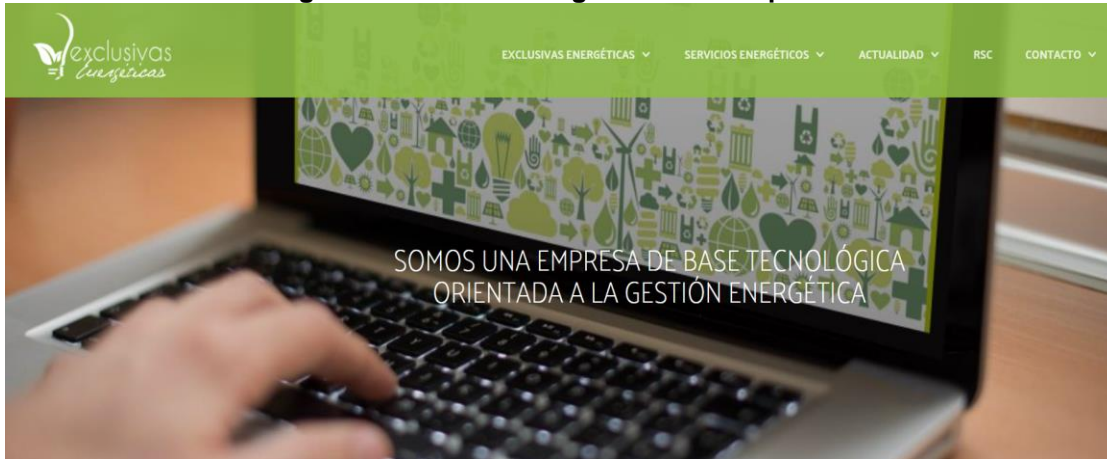 exclusivas
Energéticas
EXCLUSIVAS ENERGÉTICAS
SERVICIOS ENERGÉTICOS
ACTUALIDAD
RSC
CONTACTO
SOMOS UNA EMPRESA DE BASE TECNOLÓGICA
ORIENTADA A LA GESTIÓN ENERGÉTICA